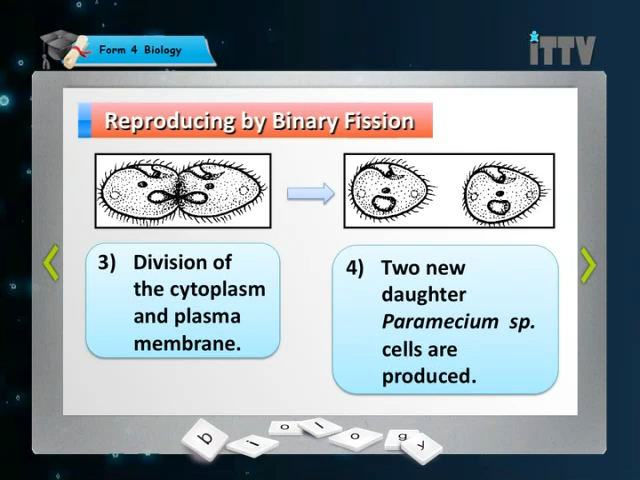 Form 4 Biology
iTTV
Reproducing by Binary Fission
3) Division of
the cytoplasm
and plasma
membrane.
4) Two new
daughter
Paramecium sp.
cells are
produced.
biology